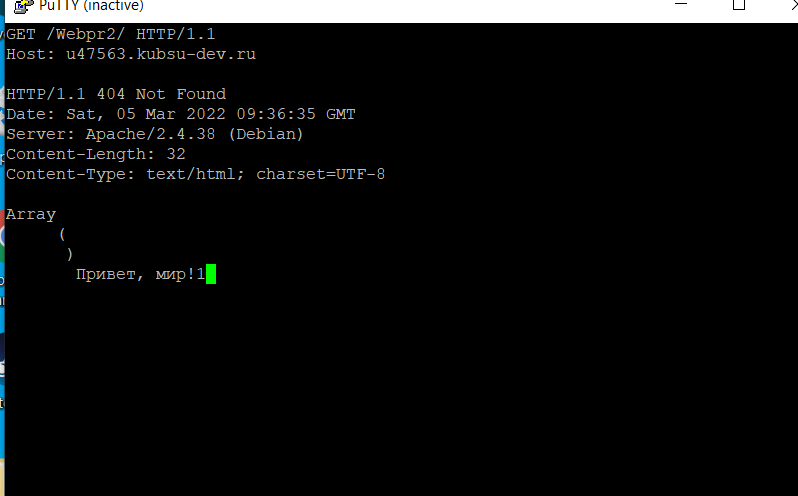 PuTTY (inactive)
GET /Webpr2/ HTTP/1.1
Host: u47563.kubsu-dev.ru
HTTP/1.1 404 Not Found
Date: Sat, 05 Mar 2022 09:36:35 GMT
Server: Apache/2.4.38 (Debian)
Content-Length: 32
Content-Type: text/html; charset=UTF-8
Array
(
)
Привет, мир!1